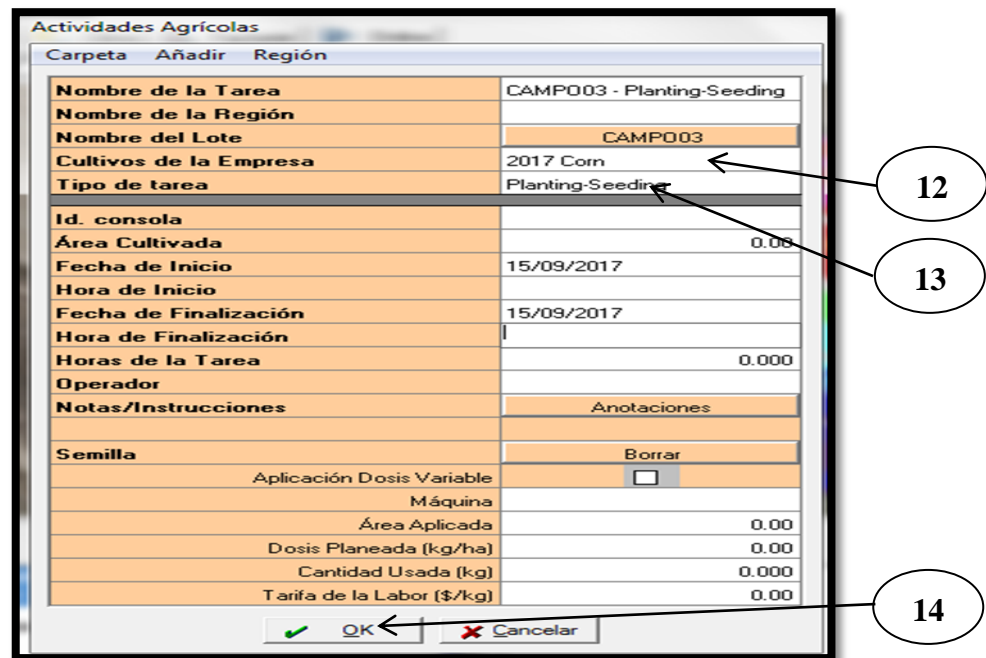 Actividades Agrícolas
Carpeta Añadir Región
Nombre de la Tarea CAMPO03 - Planting-Seeding
Nombre de la Región
Nombre del Lote CAMPO03
Cultivos de la Empresa 2017 Corn
12
Tipo de tarea Planting-Seeding
Id. consola
Área Cultivada 0.00
13
Fecha de Inicio 15/09/2017
Hora de Inicio
Fecha de Finalización 15/09/2017
Hora de Finalización
Horas de la Tarea 0.000
Operador
Notas/Instrucciones Anotaciones
Semilla Borrar
Aplicación Dosis Variable
Máquina
Área Aplicada 0.00
Dosis Planeada (kg/ha) 0.00
Cantidad Usada (kg) 0.000
Tarifa de la Labor ($/kg) 0.00
14
OK Cancelar